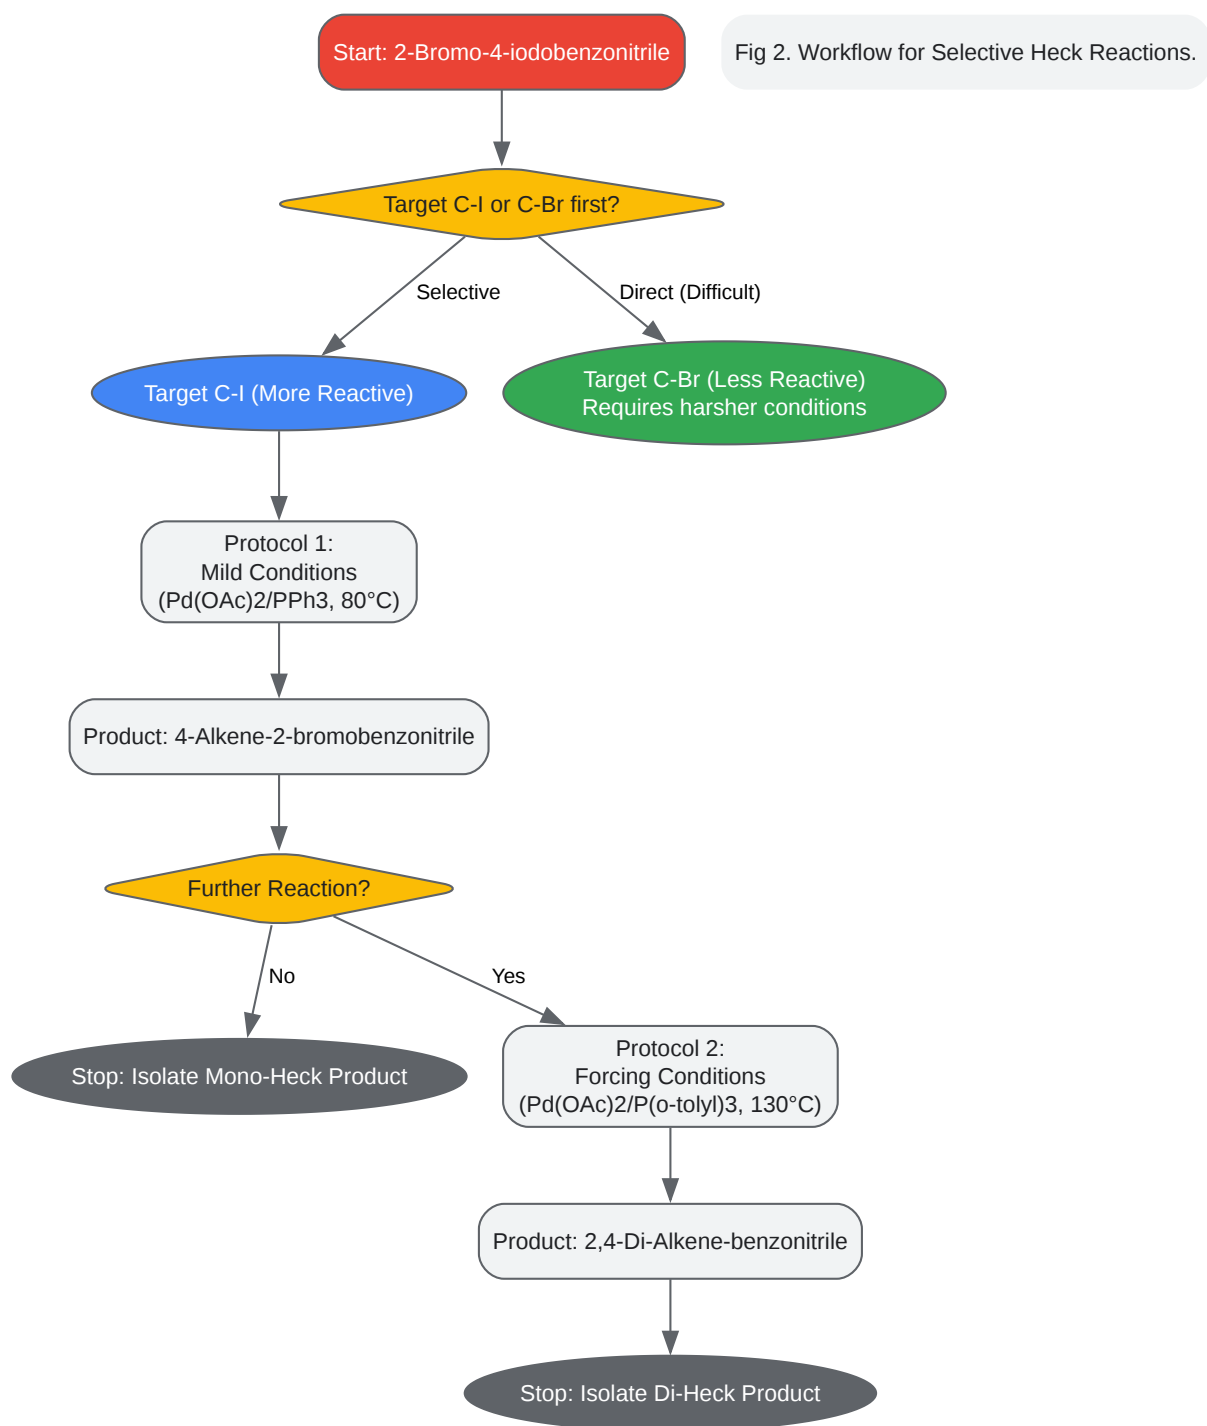 Start: 2-Bromo-4-iodobenzonitrile
Fig 2. Workflow for Selective Heck Reactions.
Target C-I or C-Br first?
Selective
Direct (Difficult)
Target C-I (More Reactive)
Target C-Br (Less Reactive)
Requires harsher conditions
Protocol 1:
Mild Conditions
(Pd(OAc)2/PPh3, 80°C)
Product: 4-Alkene-2-bromobenzonitrile
Further Reaction?
No
Yes
Stop: Isolate Mono-Heck Product
Protocol 2:
Forcing Conditions
(Pd(OAc)2/P(o-tolyl)3, 130°C)
Product: 2,4-Di-Alkene-benzonitrile
Stop: Isolate Di-Heck Product